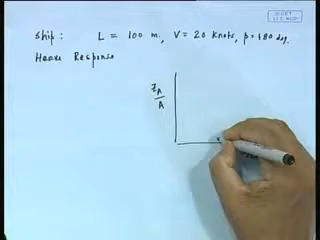 Ship: L = 100 m, V = 20 Knots, β = 180 deg.
Heave Response
Z_A
A